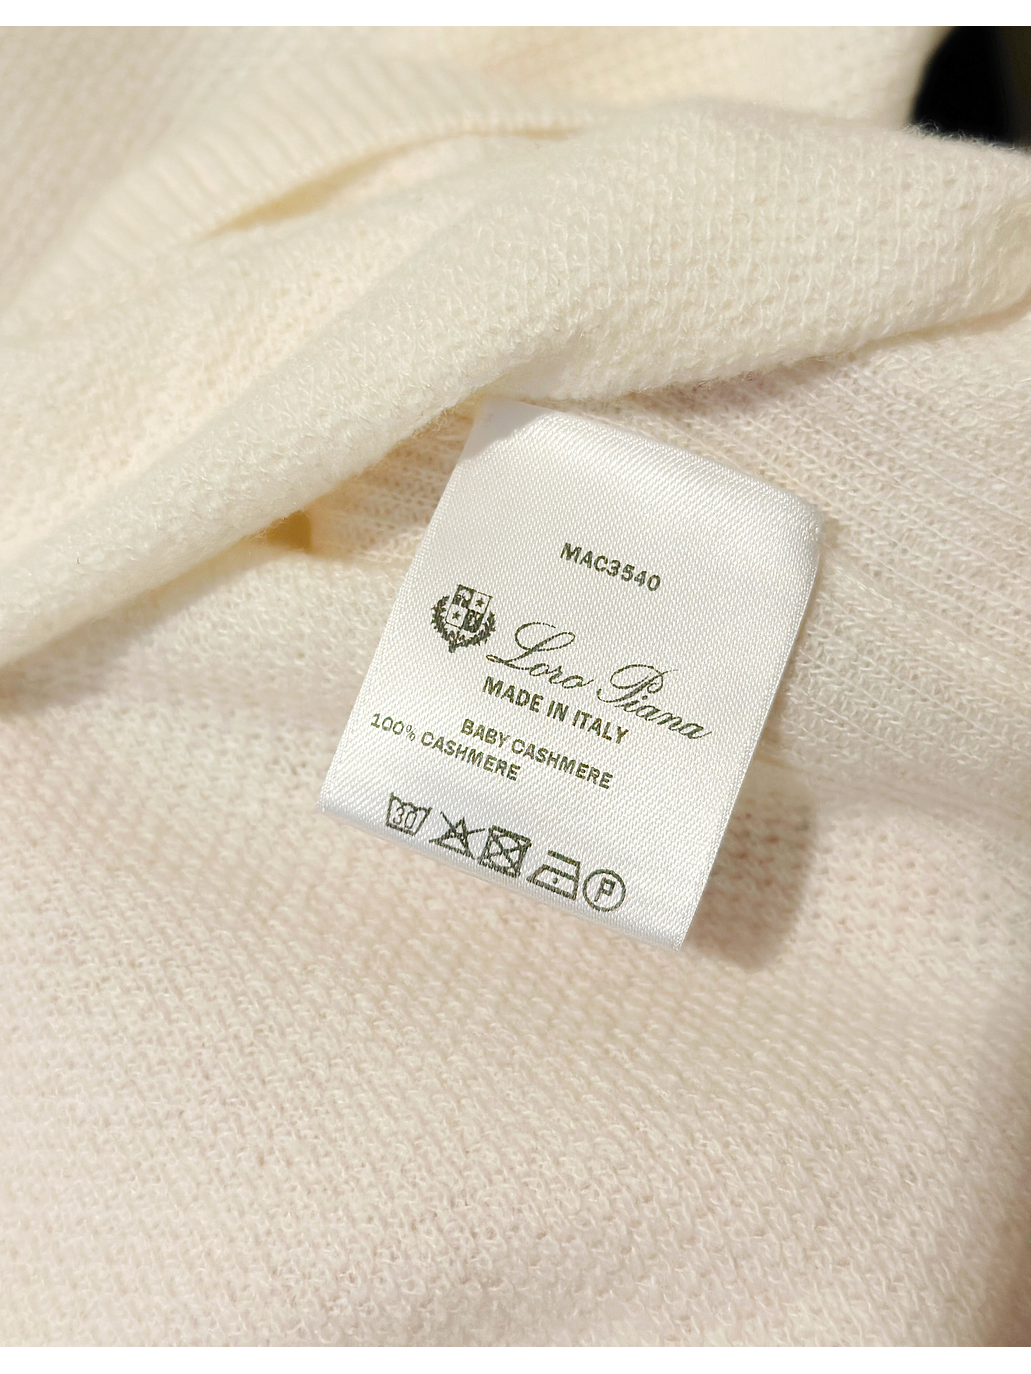 MAC3540
Loro Piana
MADE IN ITALY
BABY CASHMERE
100% CASHMERE
30
P